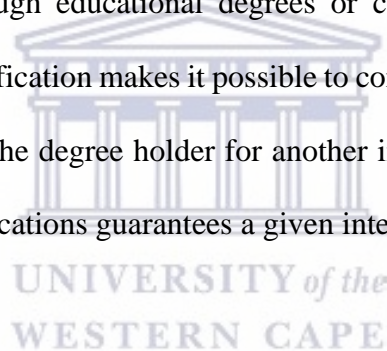 ugh educational degrees or c
fication makes it possible to co
he degree holder for another i
cations guarantees a given inte
UNIVERSITY of the
WESTERN CAPE